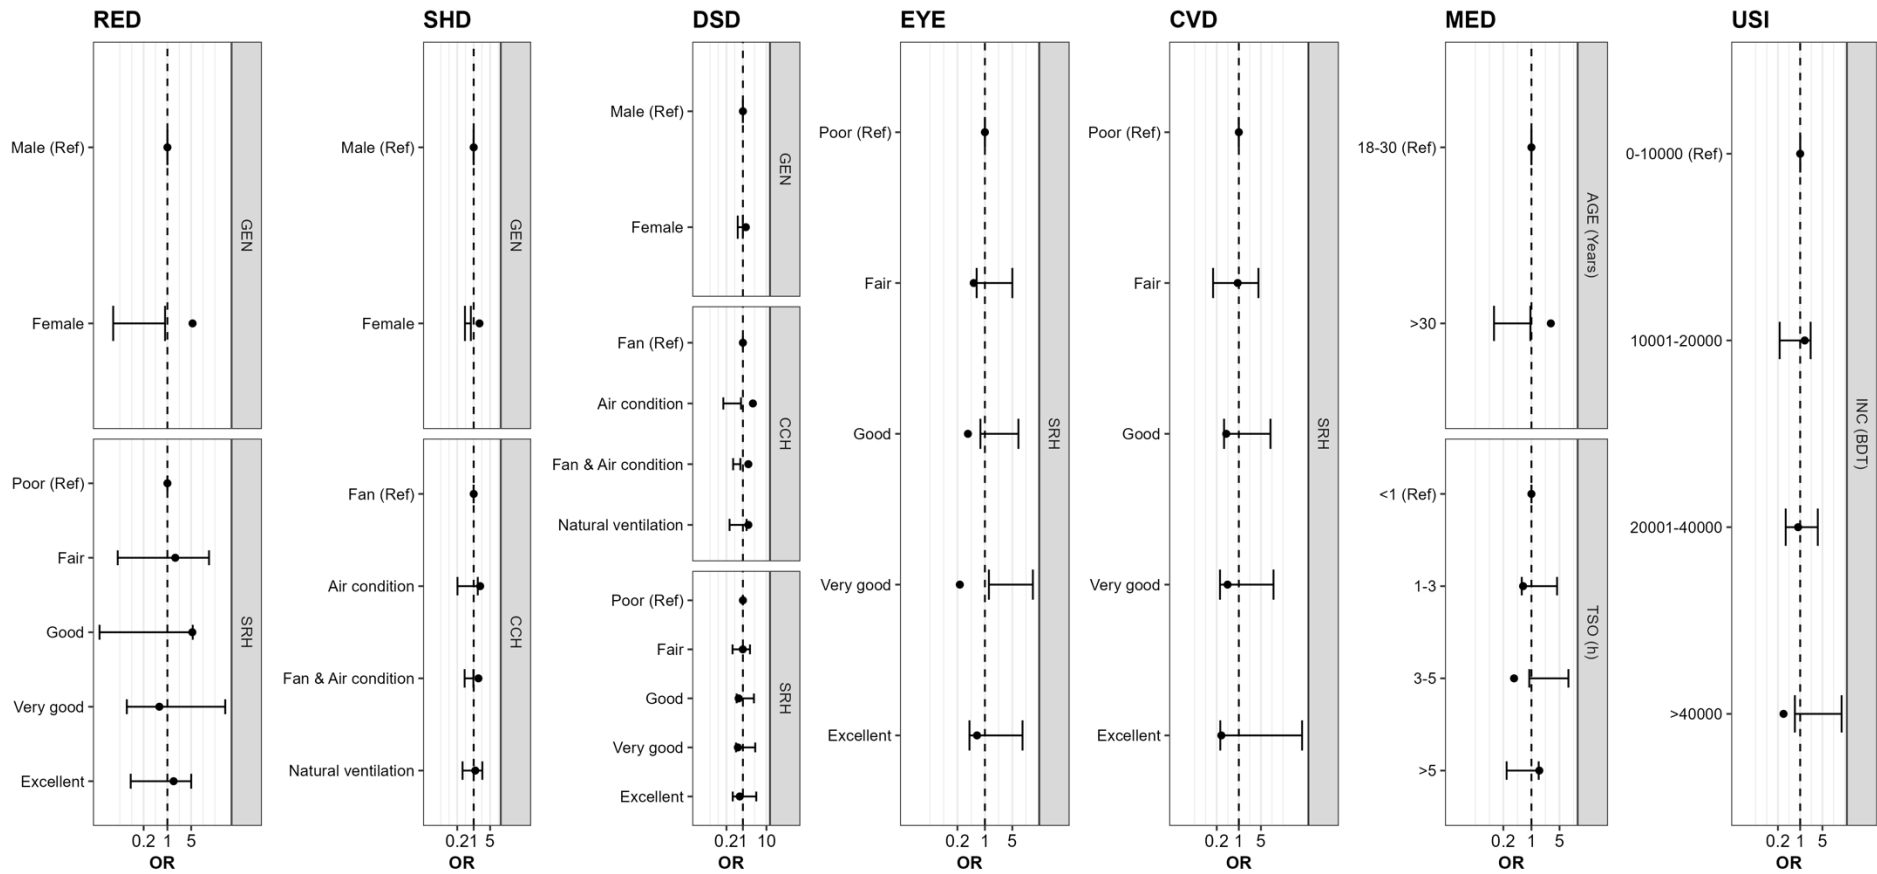 RED
Male (Ref)
Female
GEN
Poor (Ref)
Fair
Good
Very good
Excellent
SRH
0.2 1 5
OR
SHD
Male (Ref)
Female
GEN
Fan (Ref)
Air condition
Fan & Air condition
Natural ventilation
CCH
0.2 1 5
OR
DSD
Male (Ref)
Female
GEN
Fan (Ref)
Air condition
Fan & Air condition
Natural ventilation
CCH
Poor (Ref)
Fair
Good
Very good
Excellent
SRH
0.2 1 10
OR
EYE
Poor (Ref)
Fair
Good
Very good
Excellent
SRH
0.2 1 5
OR
CVD
Poor (Ref)
Fair
Good
Very good
Excellent
SRH
0.2 1 5
OR
MED
18-30 (Ref)
>30
AGE (Years)
<1 (Ref)
1-3
3-5
>5
TSO (h)
0.2 1 5
OR
USI
0-10000 (Ref)
10001-20000
20001-40000
>40000
INC (BDT)
0.2 1 5
OR